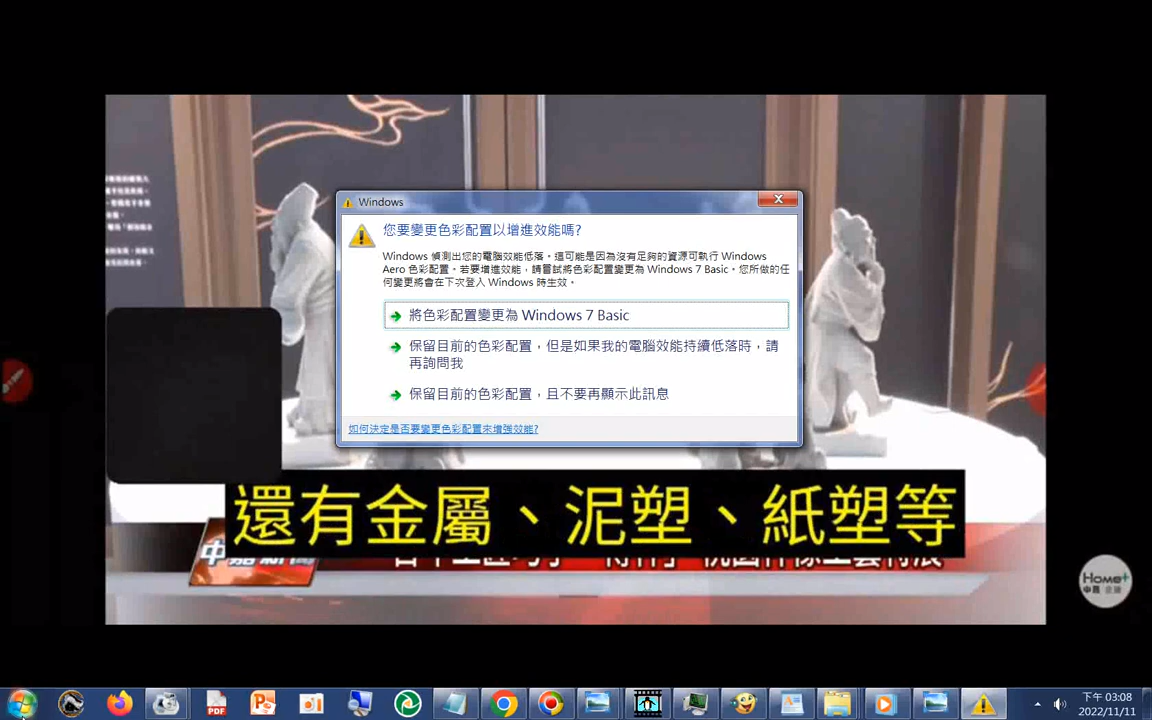 Windows
您要變更色彩配置以增進效能嗎?
Windows 偵測出您的電腦效能低落。這可能是因為沒有足夠的資源可執行 Windows
Aero 色彩配置。若要增進效能，請嘗試將色彩配置變更為 Windows 7 Basic。您所做的任
何變更將會在下次登入 Windows 時生效。
將色彩配置變更為 Windows 7 Basic
保留目前的色彩配置，但是如果我的電腦效能持續低落時，請
再詢問我
保留目前的色彩配置，且不要再顯示此訊息
如何決定是否要變更色彩配置來增強效能?
還有金屬、泥塑、紙塑等
中嘉新聞
Home+
中嘉
PDF
下午 03:08
2022/11/11